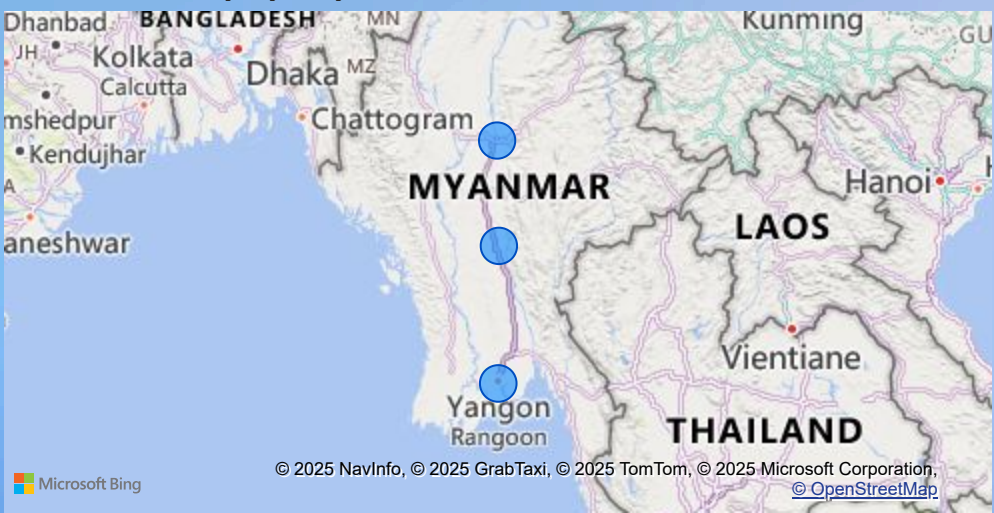 Dhanbad
BANGLADESH
MN
Kunming
GU
JH
Kolkata
Calcutta
Dhaka
MZ
mshedpur
Chattogram
Kendujhar
MYANMAR
Hanoi
H
A
LAOS
aneshwar
Vientiane
Yangon
Rangoon
THAILAND
© 2025 NavInfo, © 2025 GrabTaxi, © 2025 TomTom, © 2025 Microsoft Corporation,
© OpenStreetMap
Microsoft Bing